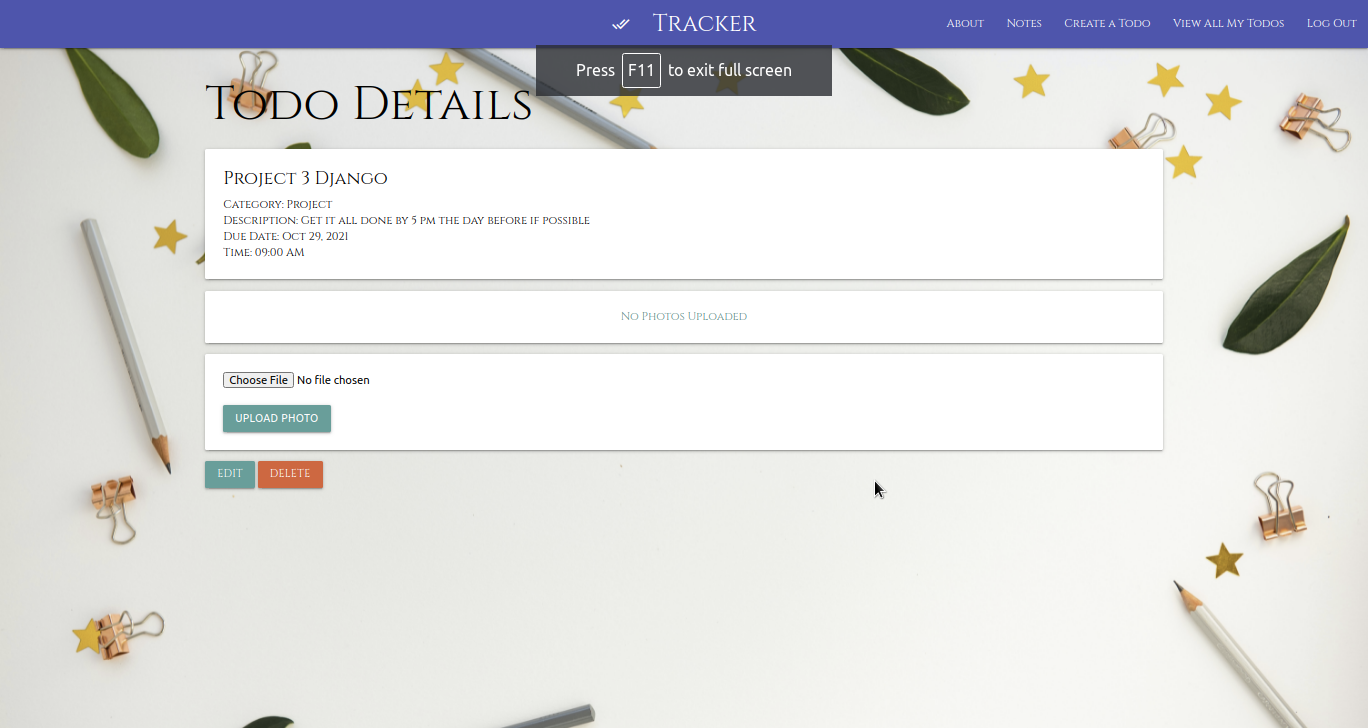 Tracker
About Notes Create a Todo View All My Todos Log Out
Press F11 to exit full screen
Todo Details
Project 3 Django
Category: Project
Description: Get it all done by 5 pm the day before if possible
Due Date: Oct 29, 2021
Time: 09:00 AM
No Photos Uploaded
Choose File No file chosen
UPLOAD PHOTO
EDIT DELETE